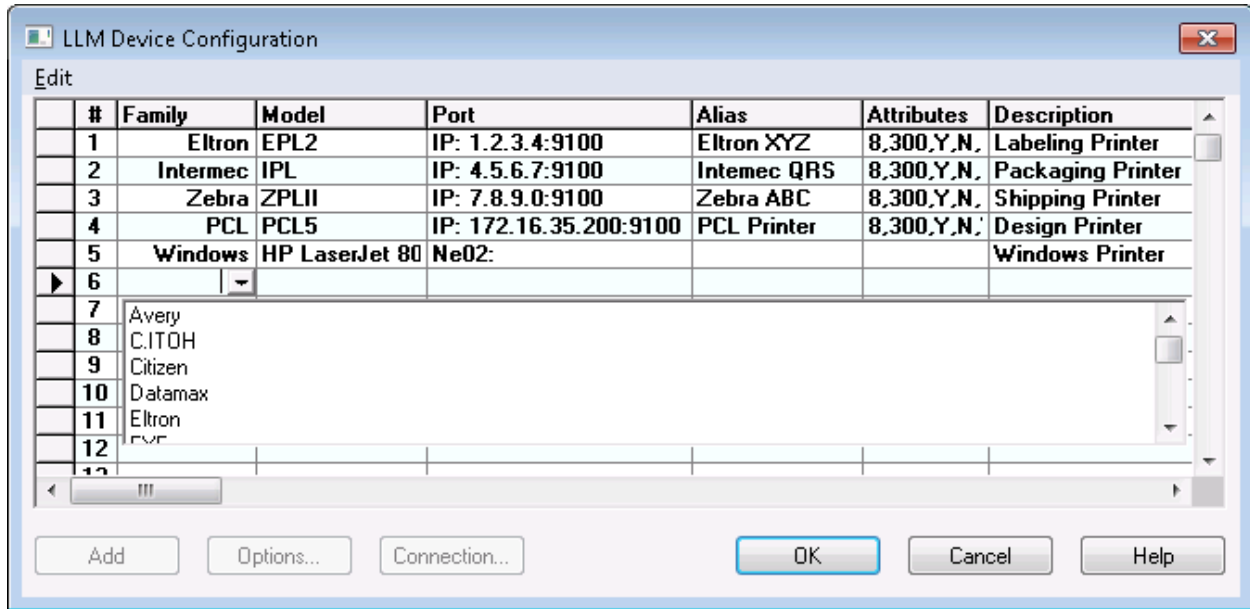 LLM Device Configuration
Edit
# Family Model Port Alias Attributes Description
1 Eltron EPL2 IP: 1.2.3.4:9100 Eltron XYZ 8,300,Y,N, Labeling Printer
2 Intermec IPL IP: 4.5.6.7:9100 Intemec QRS 8,300,Y,N, Packaging Printer
3 Zebra ZPLII IP: 7.8.9.0:9100 Zebra ABC 8,300,Y,N, Shipping Printer
4 PCL PCL5 IP: 172.16.35.200:9100 PCL Printer 8,300,Y,N, Design Printer
5 Windows HP LaserJet 80 Ne02: Windows Printer
6
7 Avery
8 C.ITOH
9 Citizen
10 Datamax
11 Eltron
12
Add Options... Connection... OK Cancel Help